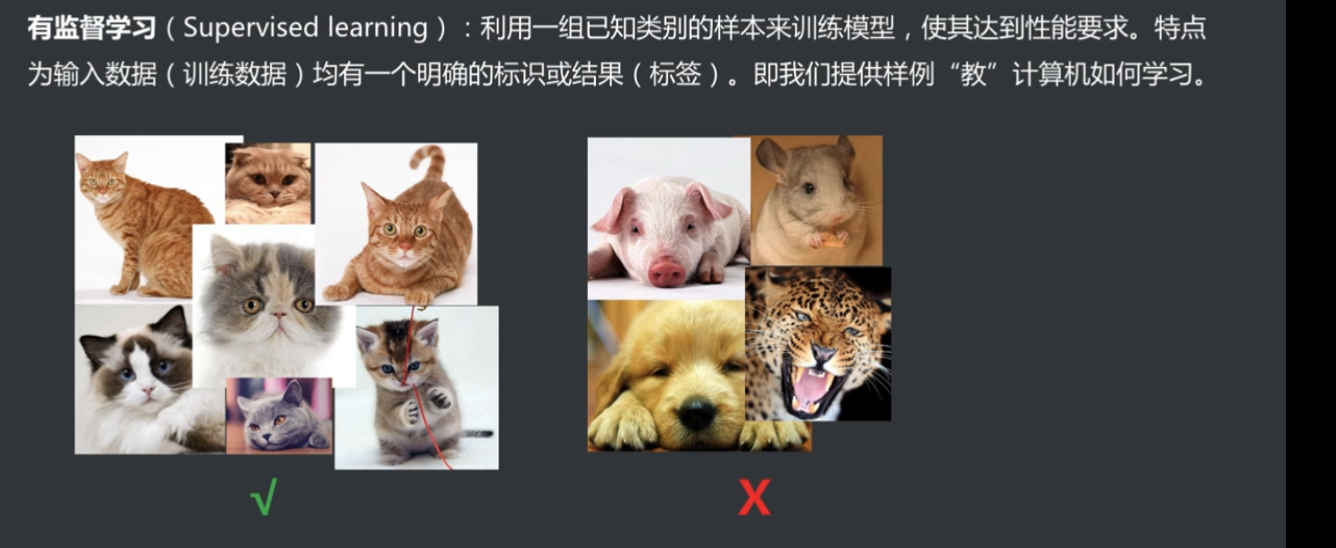 有监督学习（Supervised learning）：利用一组已知类别的样本来训练模型，使其达到性能要求。特点
为输入数据（训练数据）均有一个明确的标识或结果（标签）。即我们提供样例“教”计算机如何学习。
√
X